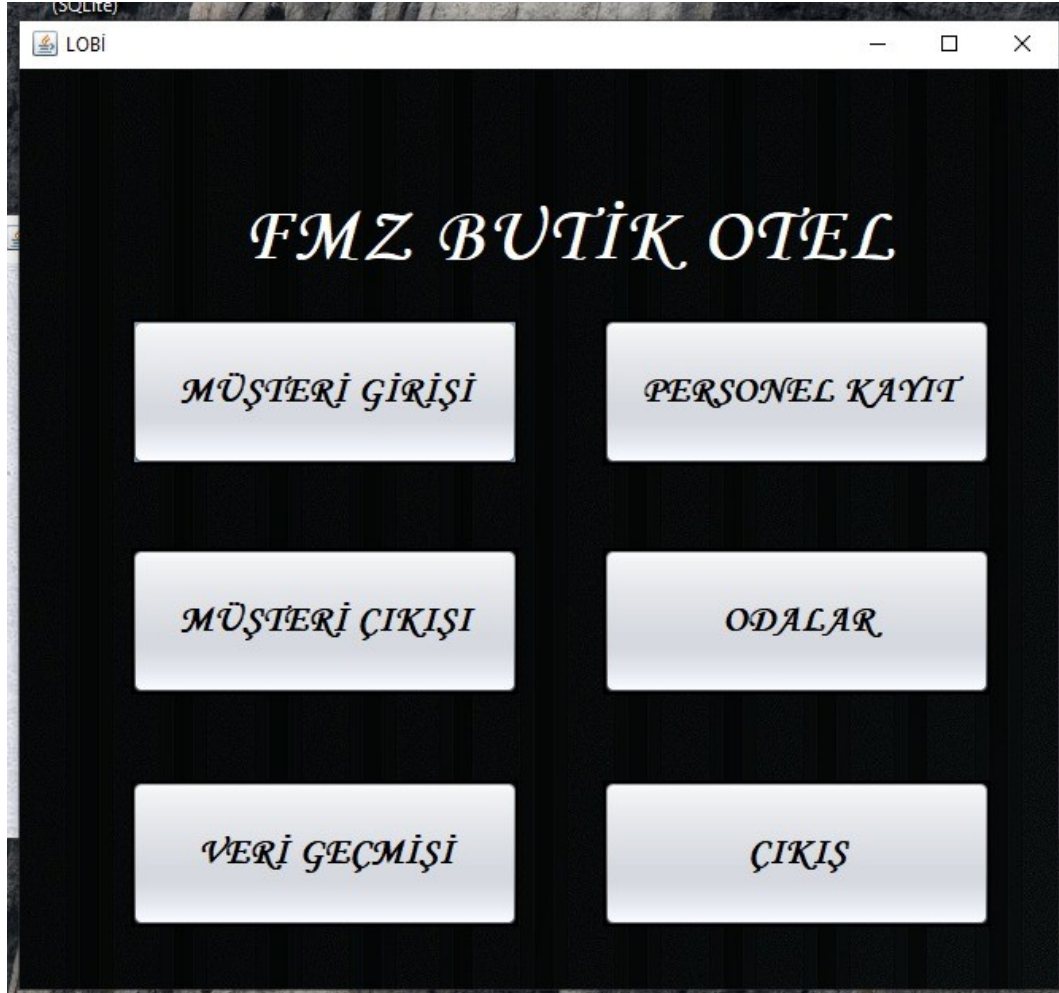 (SQLite)
LOBİ
FMZ BUTİK OTEL
MÜŞTERİ GİRİŞİ
PERSONEL KAYIT
MÜŞTERİ ÇIKIŞI
ODALAR
VERİ GEÇMİŞİ
ÇIKIŞ